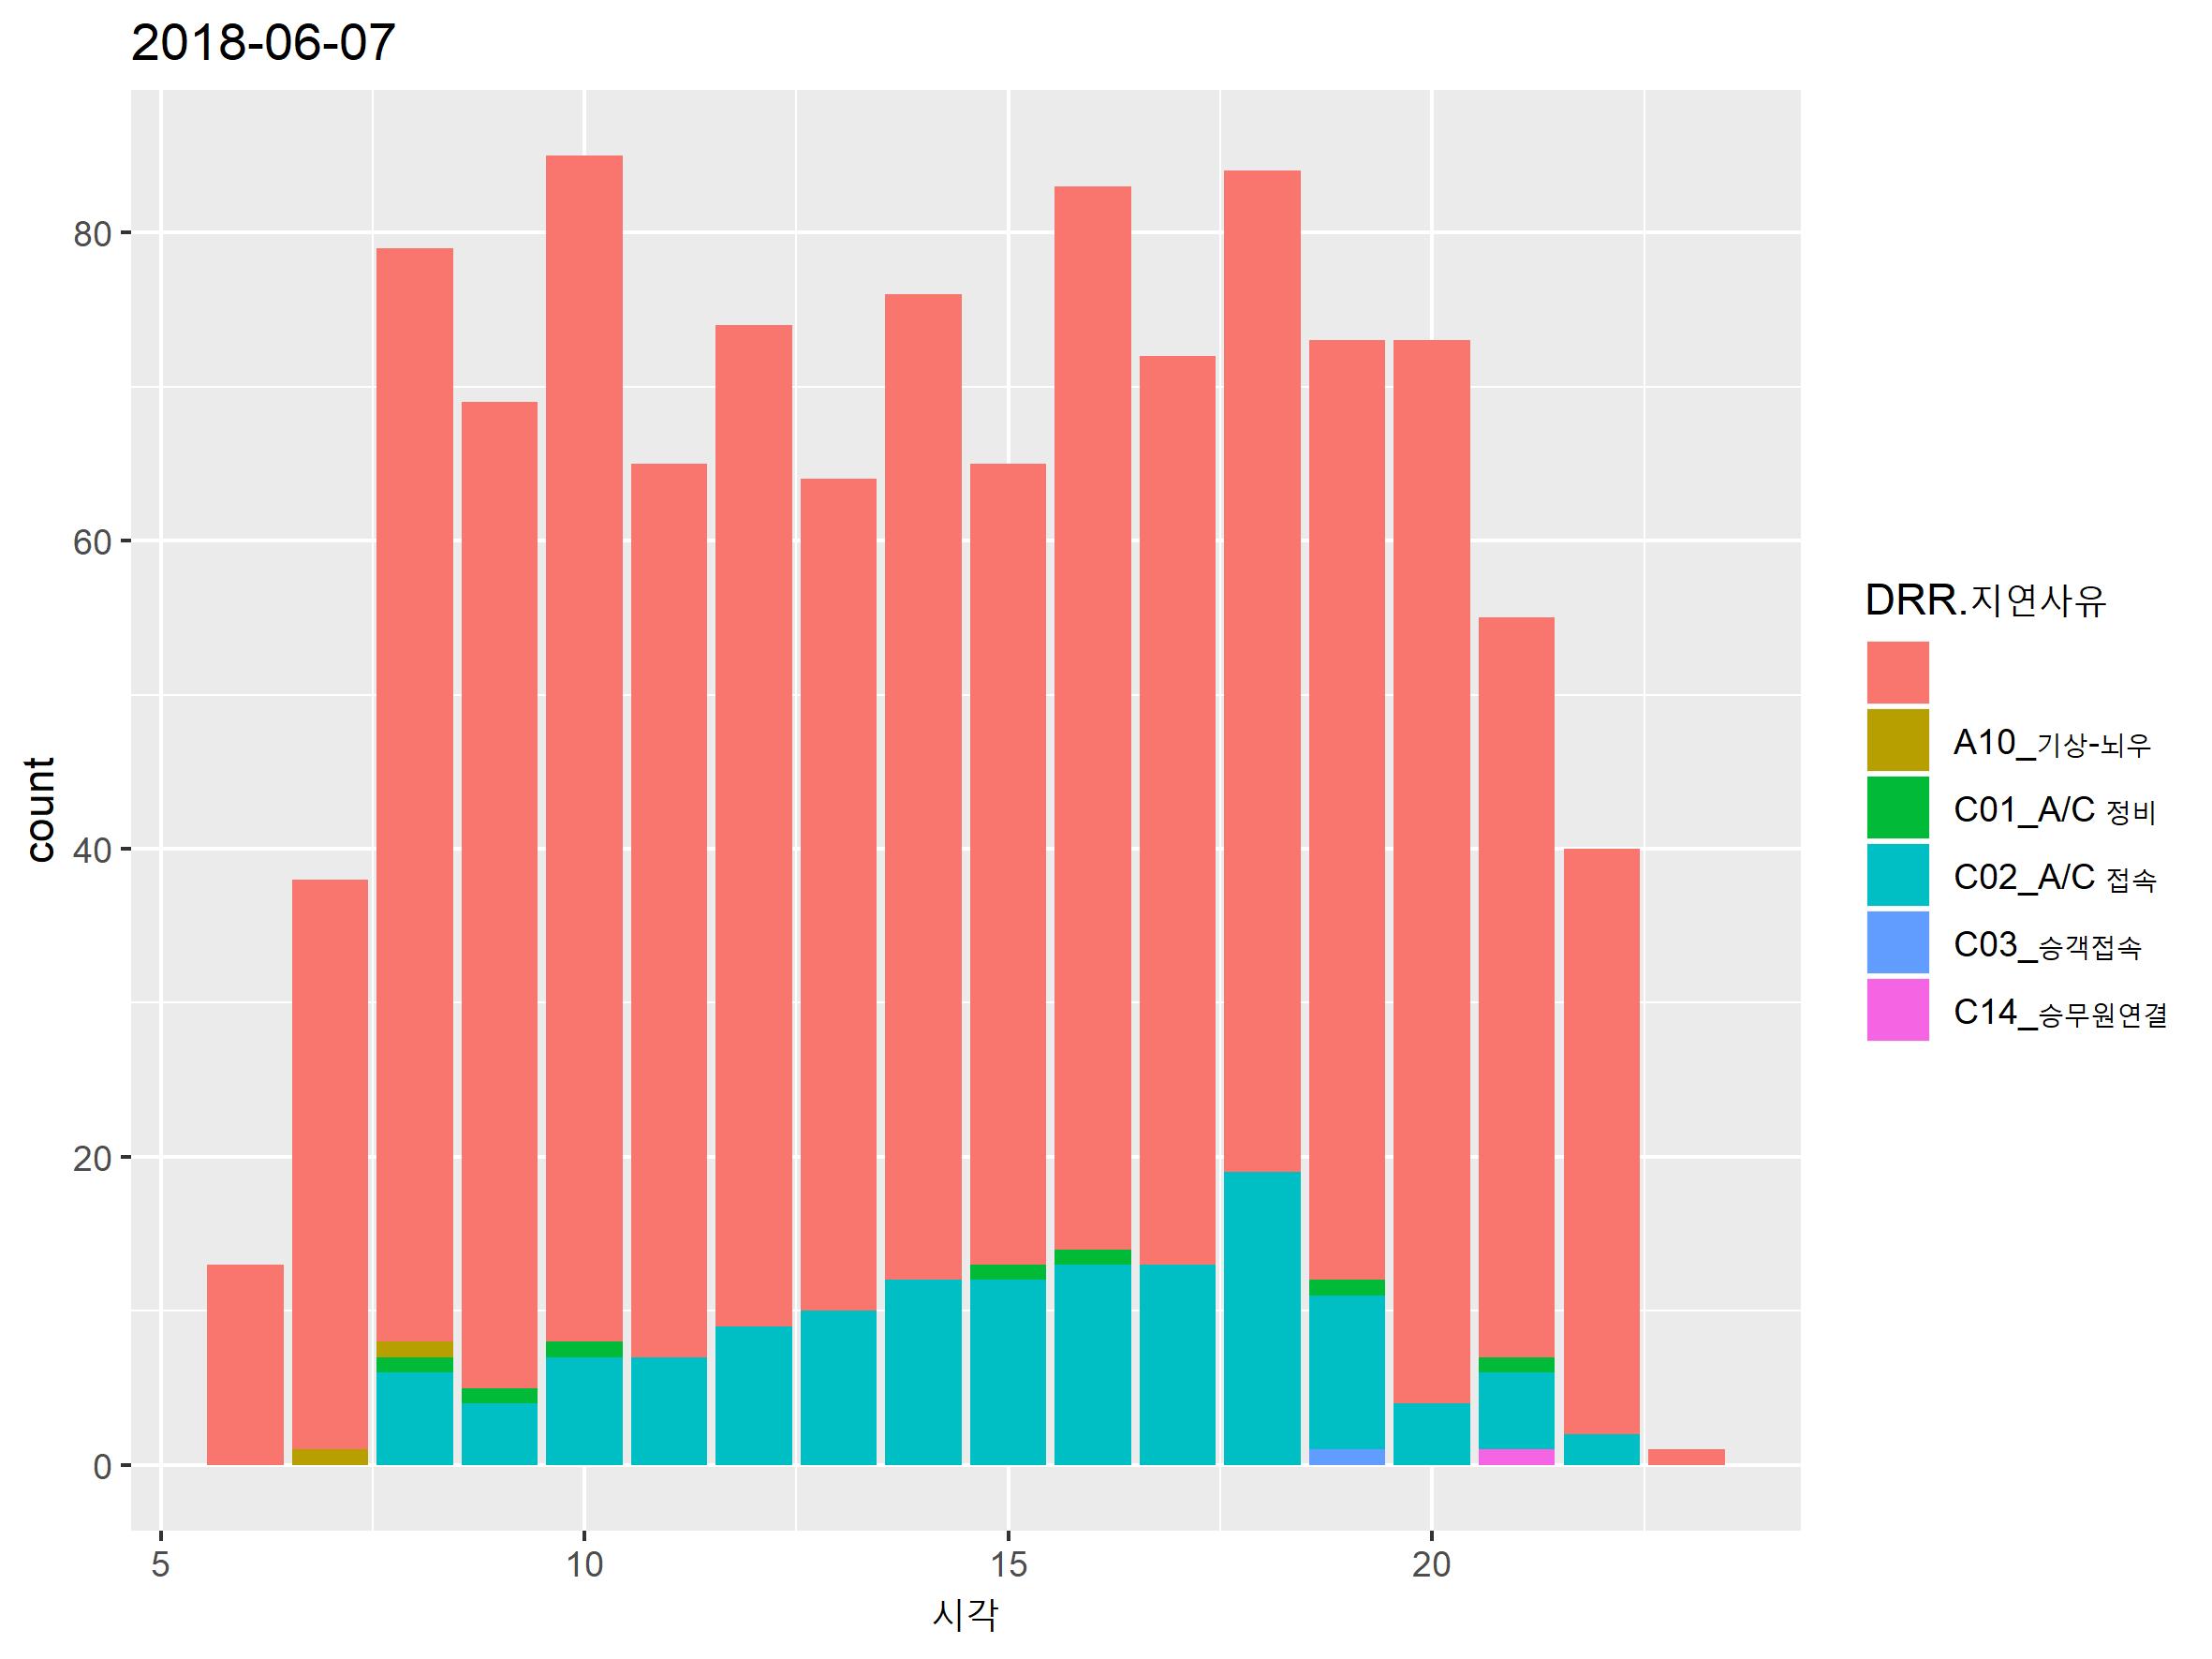 2018-06-07
80
60
40
20
0
count
5 10 15 20
시각
DRR.지연사유
A10_기상-뇌우
C01_A/C 정비
C02_A/C 접속
C03_승객접속
C14_승무원연결